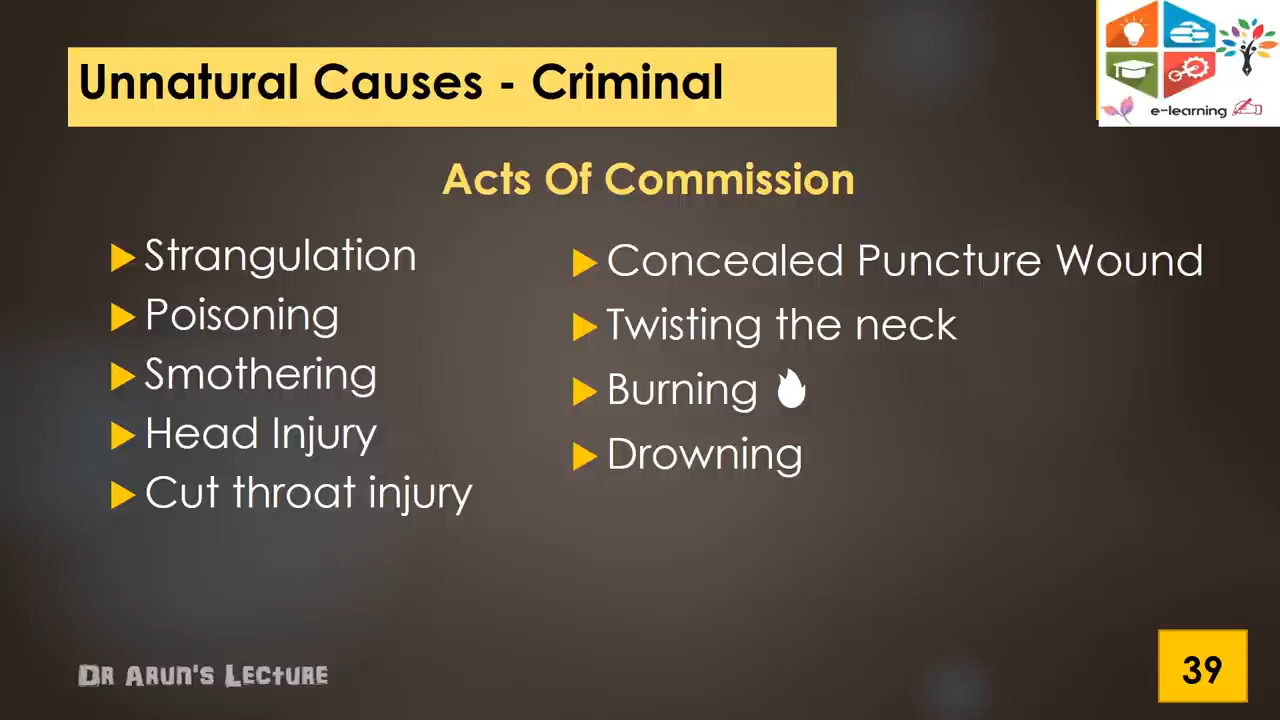 Unnatural Causes - Criminal
e-learning
Acts Of Commission
Strangulation
Poisoning
Smothering
Head Injury
Cut throat injury
Concealed Puncture Wound
Twisting the neck
Burning
Drowning
Dr Arun's Lecture
39